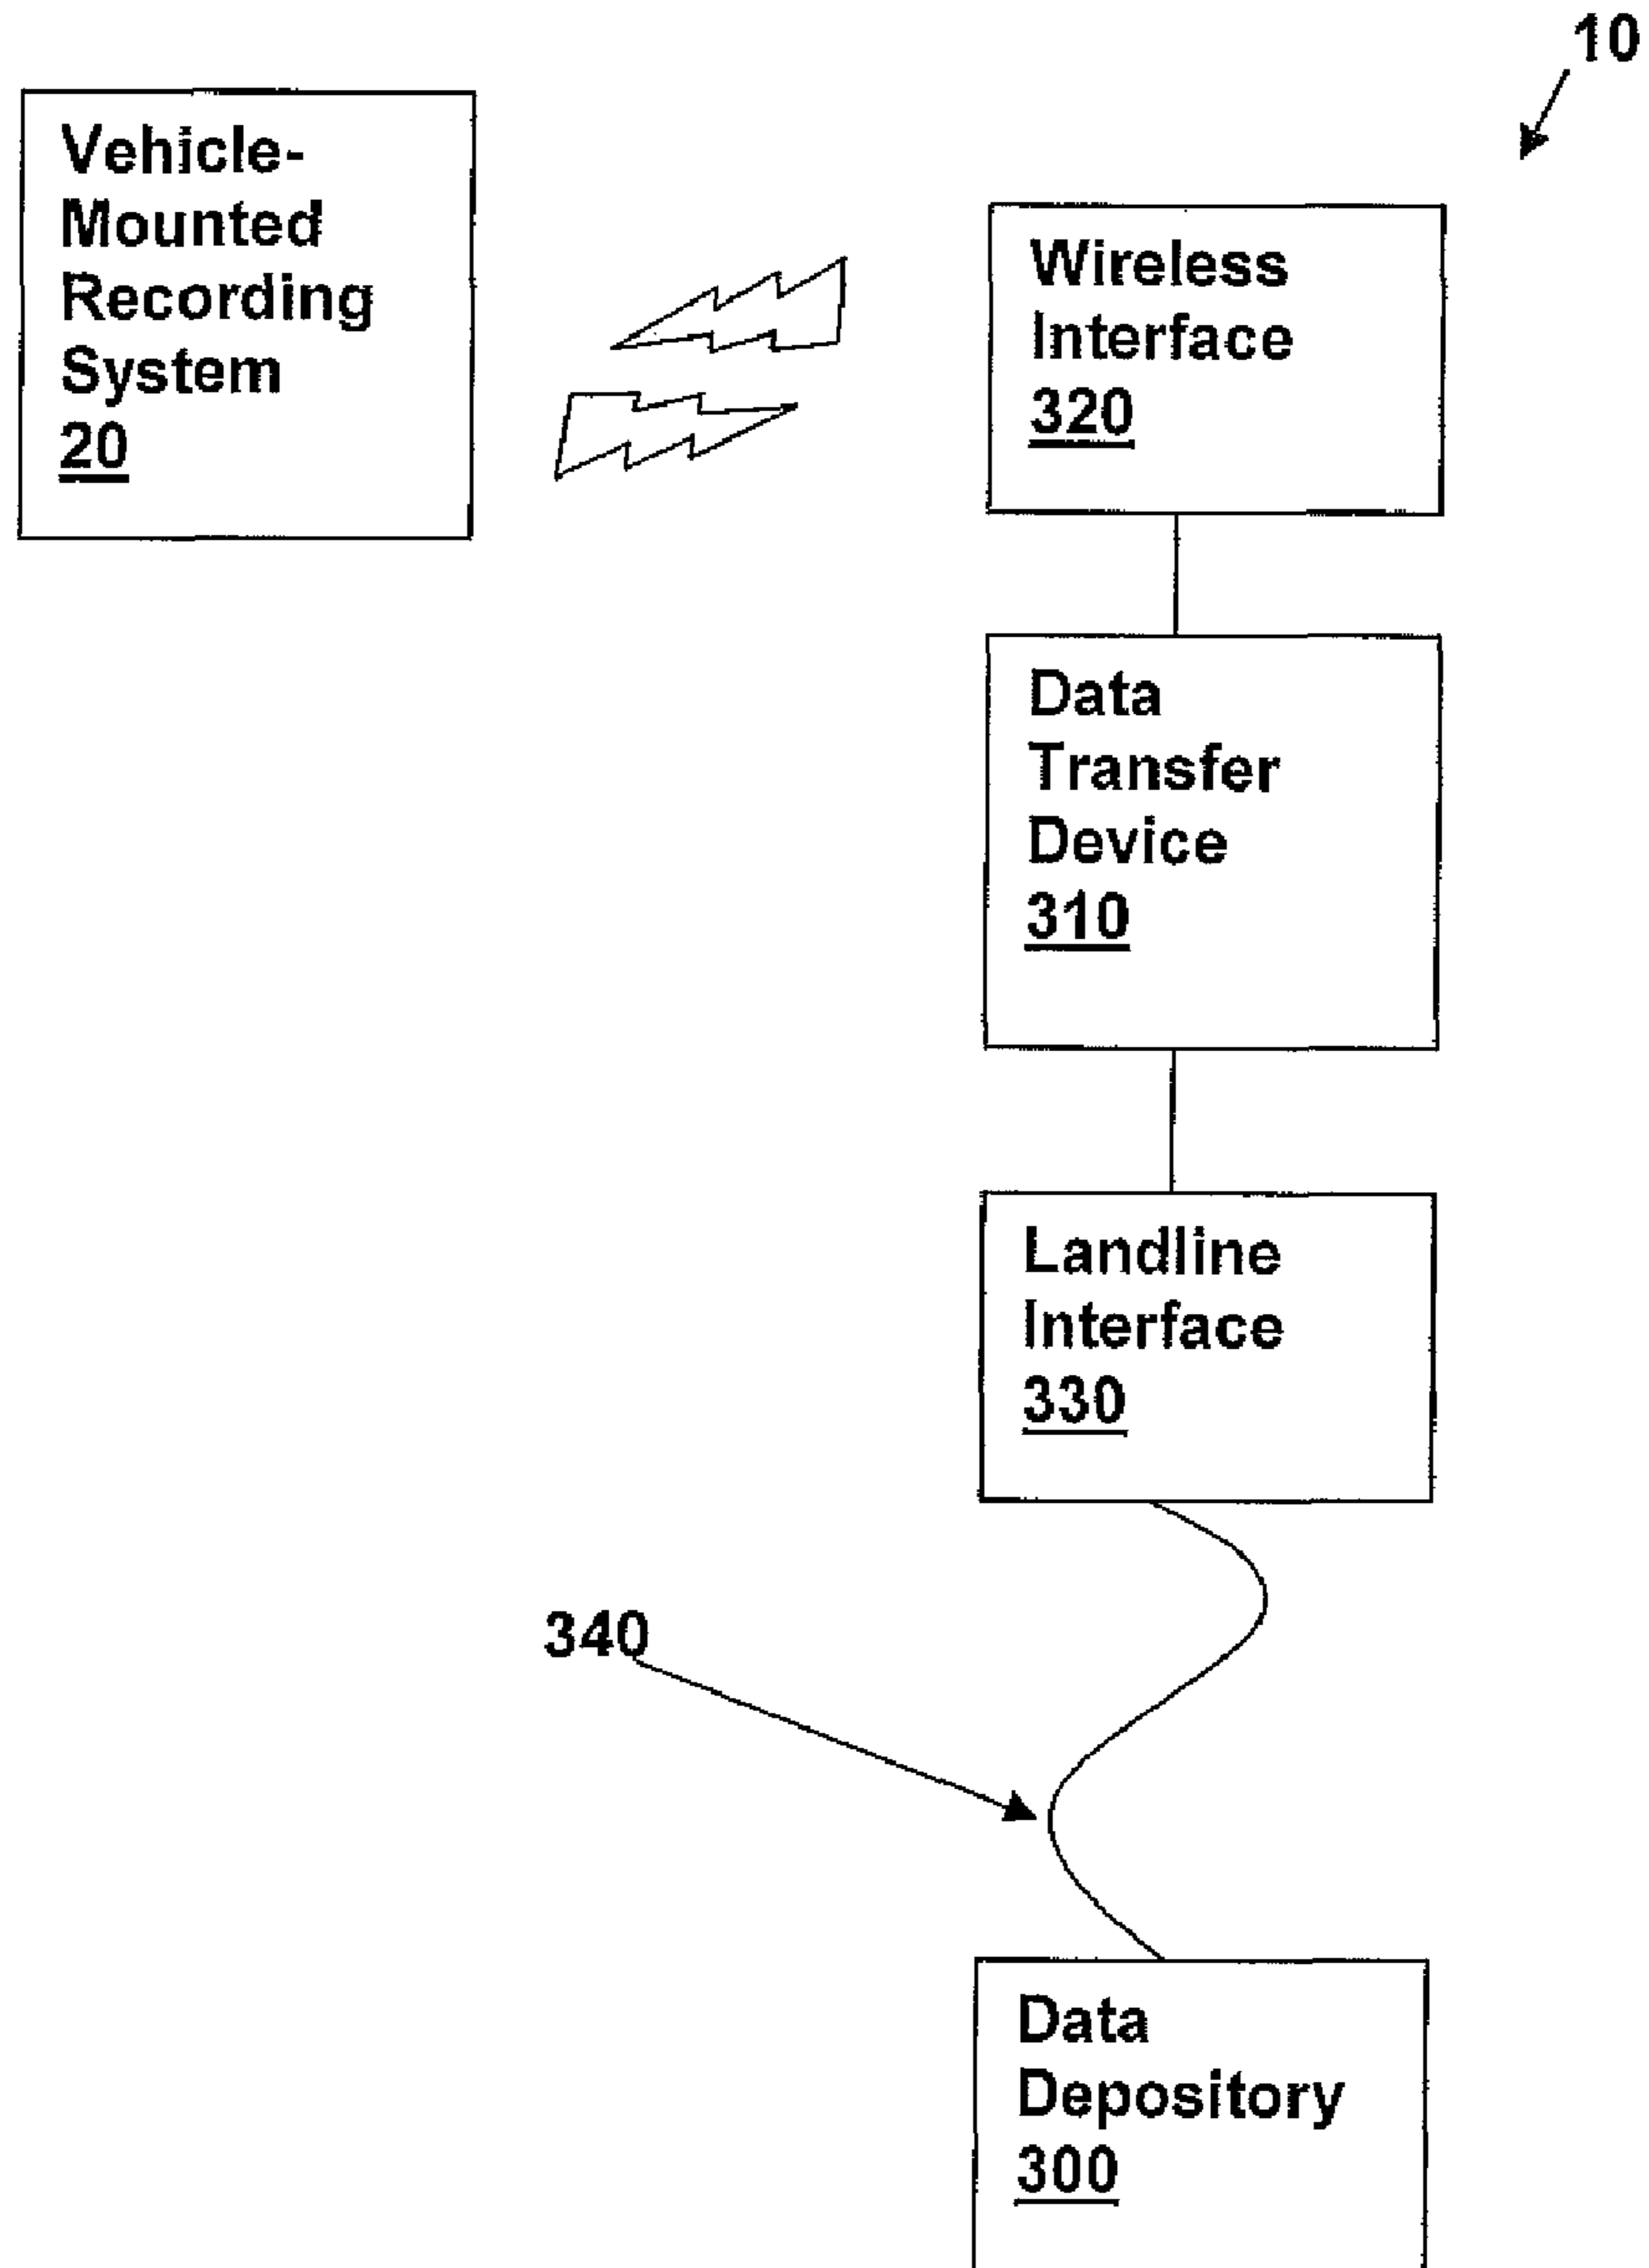 10
Vehicle-
Mounted
Recording
System
20
Wireless
Interface
320
Data
Transfer
Device
310
Landline
Interface
330
340
Data
Depository
300